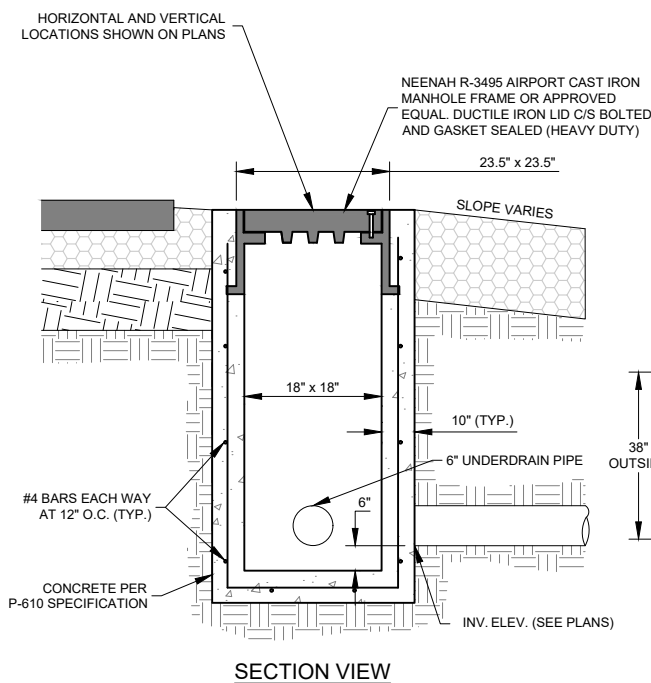 HORIZONTAL AND VERTICAL
LOCATIONS SHOWN ON PLANS
NEENAH R-3495 AIRPORT CAST IRON
MANHOLE FRAME OR APPROVED
EQUAL. DUCTILE IRON LID C/S BOLTED
AND GASKET SEALED (HEAVY DUTY)
23.5" x 23.5"
SLOPE VARIES
18" x 18"
10" (TYP.)
38"
6" UNDERDRAIN PIPE
6"
#4 BARS EACH WAY
AT 12" O.C. (TYP.)
CONCRETE PER
P-610 SPECIFICATION
INV. ELEV. (SEE PLANS)
SECTION VIEW